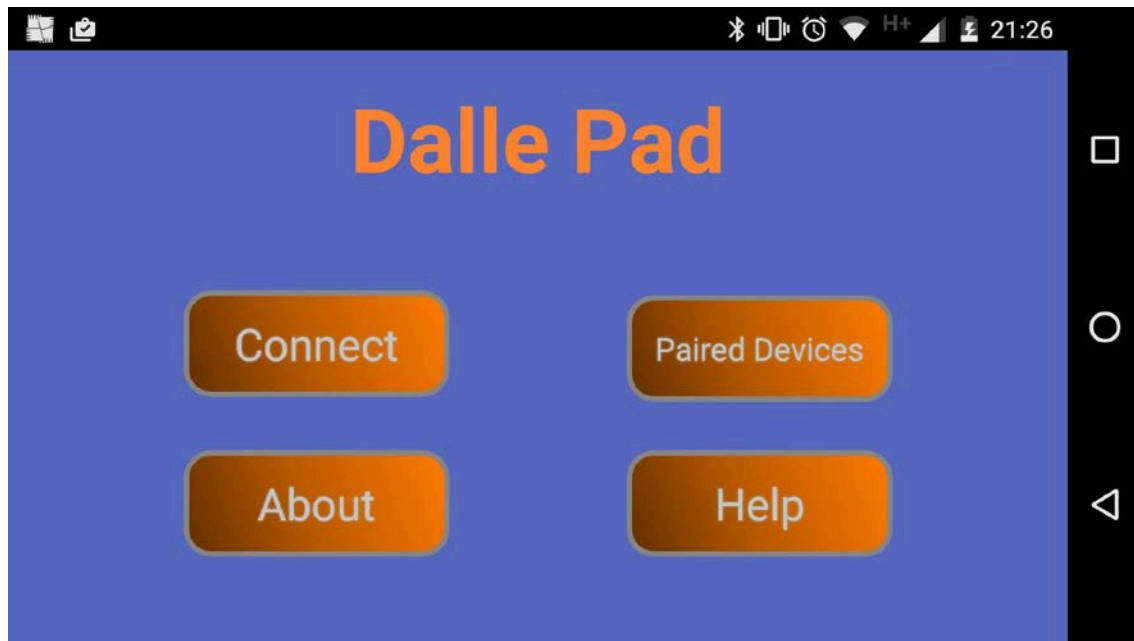 H+ 21:26
Dalle Pad
Connect
Paired Devices
About
Help